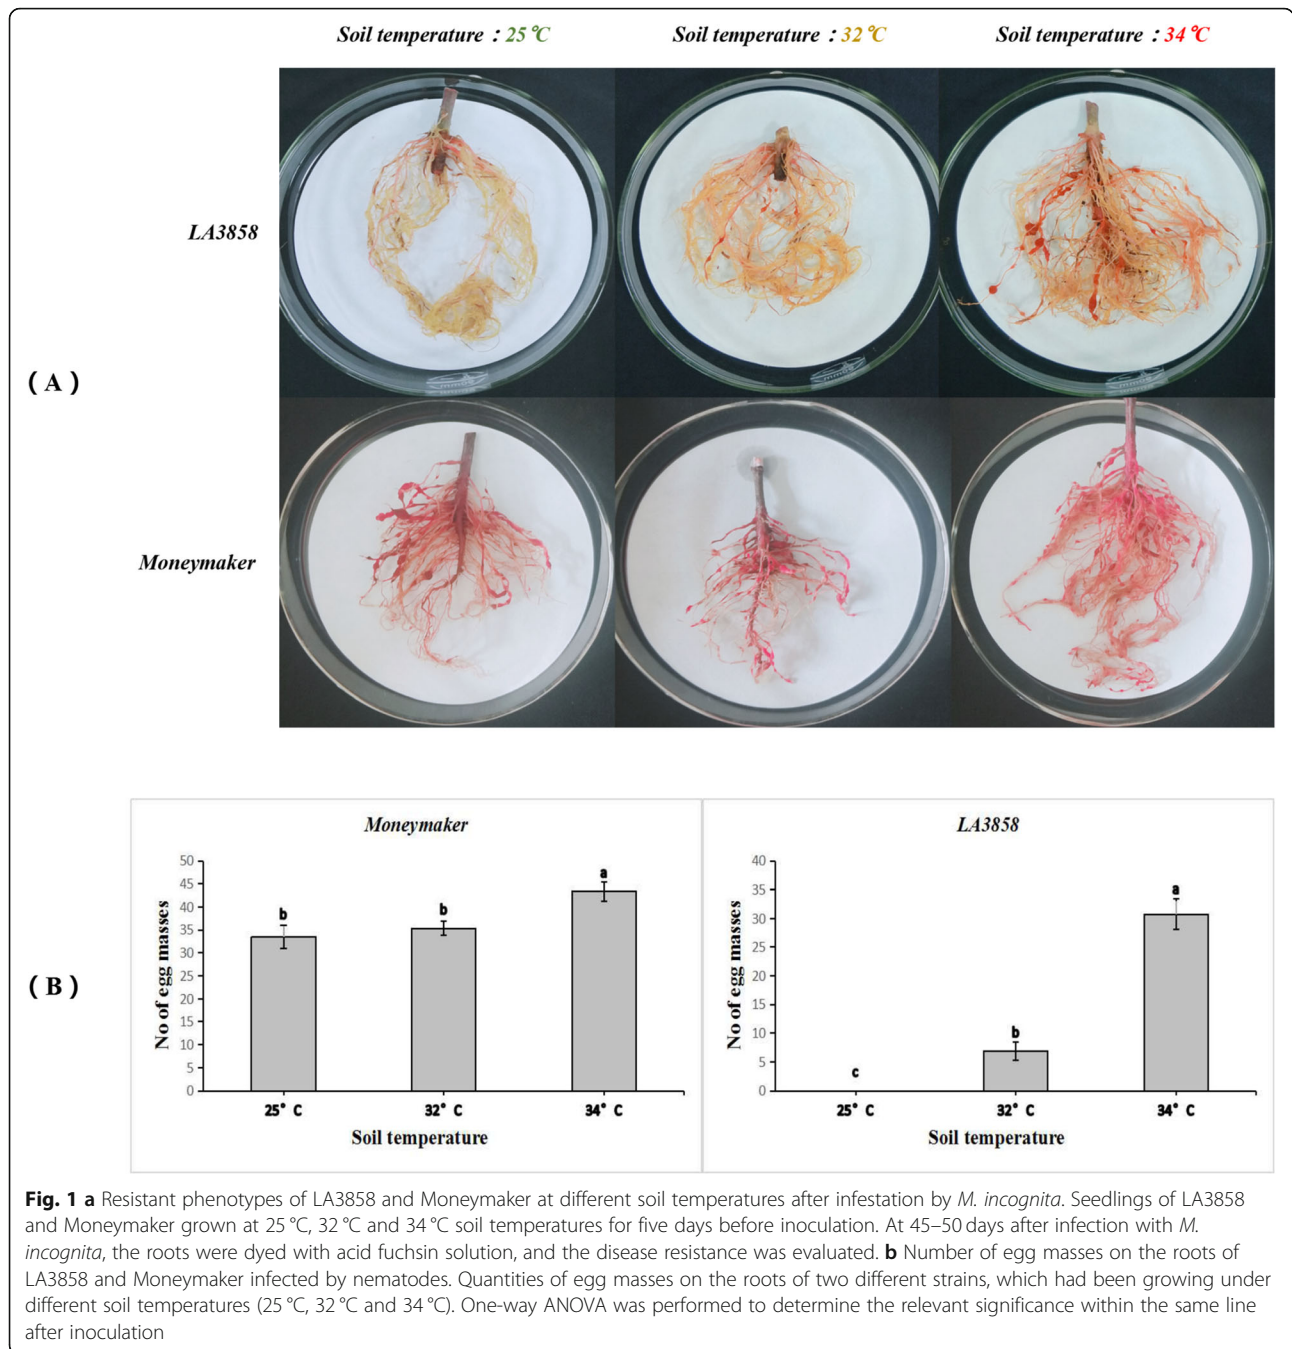 Soil temperature : 25 ℃ Soil temperature : 32 ℃ Soil temperature : 34 ℃
LA3858
( A )
Moneymaker
( B )
Moneymaker
No of egg masses
50
45
40
35
30
25
20
15
10
5
0
b
b
a
25° C 32° C 34° C
Soil temperature
LA3858
No of egg masses
40
35
30
25
20
15
10
5
0
c
b
a
25° C 32° C 34° C
Soil temperature
Fig. 1 a Resistant phenotypes of LA3858 and Moneymaker at different soil temperatures after infestation by M. incognita. Seedlings of LA3858
and Moneymaker grown at 25 °C, 32 °C and 34 °C soil temperatures for five days before inoculation. At 45–50 days after infection with M.
incognita, the roots were dyed with acid fuchsin solution, and the disease resistance was evaluated. b Number of egg masses on the roots of
LA3858 and Moneymaker infected by nematodes. Quantities of egg masses on the roots of two different strains, which had been growing under
different soil temperatures (25 °C, 32 °C and 34 °C). One-way ANOVA was performed to determine the relevant significance within the same line
after inoculation